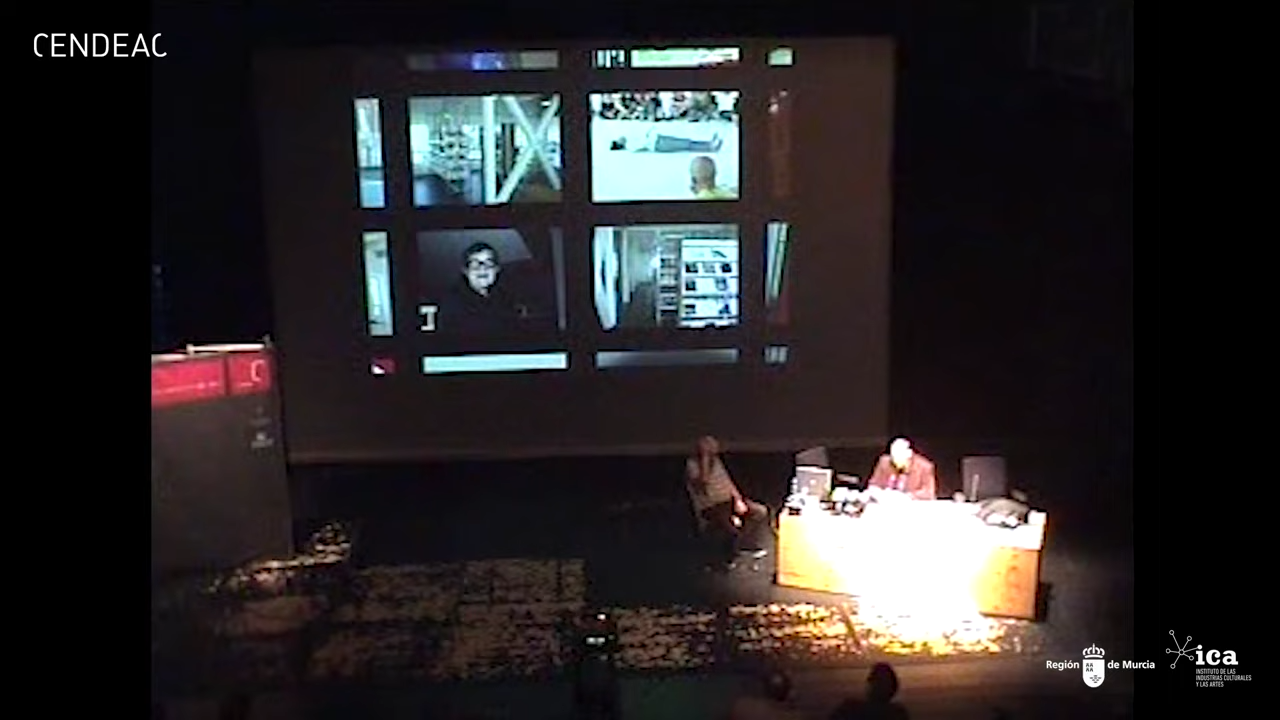 CENDEAC
Región de Murcia
ica
INSTITUTO DE LAS
INDUSTRIAS CULTURALES
Y LAS ARTES